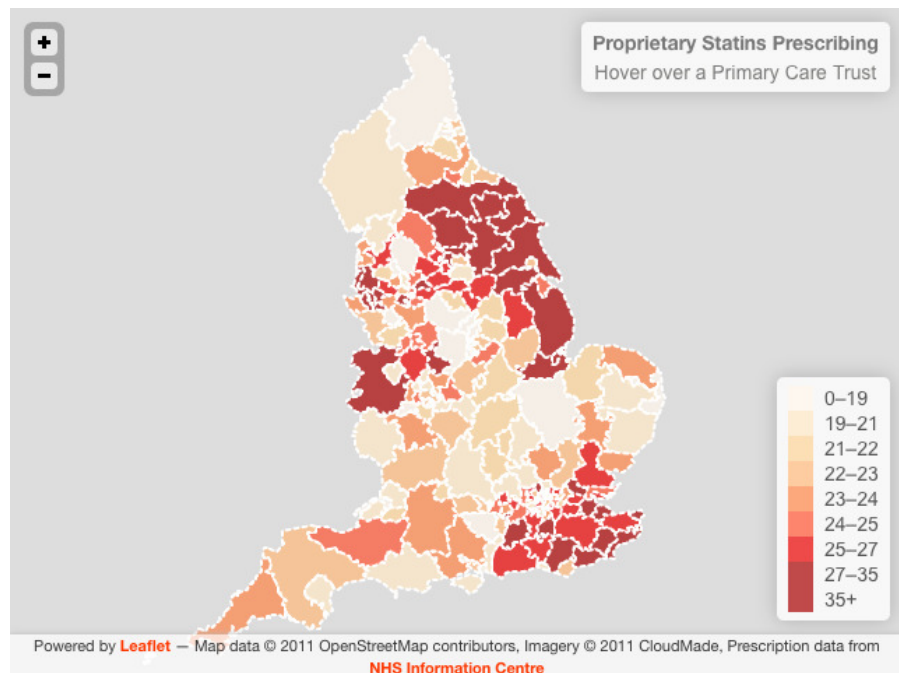 +
−
Proprietary Statins Prescribing
Hover over a Primary Care Trust
0–19
19–21
21–22
22–23
23–24
24–25
25–27
27–35
35+
Powered by Leaflet — Map data © 2011 OpenStreetMap contributors, Imagery © 2011 CloudMade, Prescription data from
NHS Information Centre